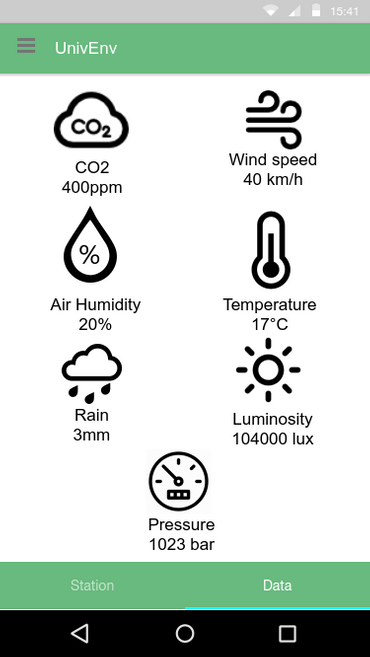 15:41
UnivEnv
CO2
CO2
400ppm
Wind speed
40 km/h
%
Air Humidity
20%
Temperature
17°C
Rain
3mm
Luminosity
104000 lux
Pressure
1023 bar
Station
Data